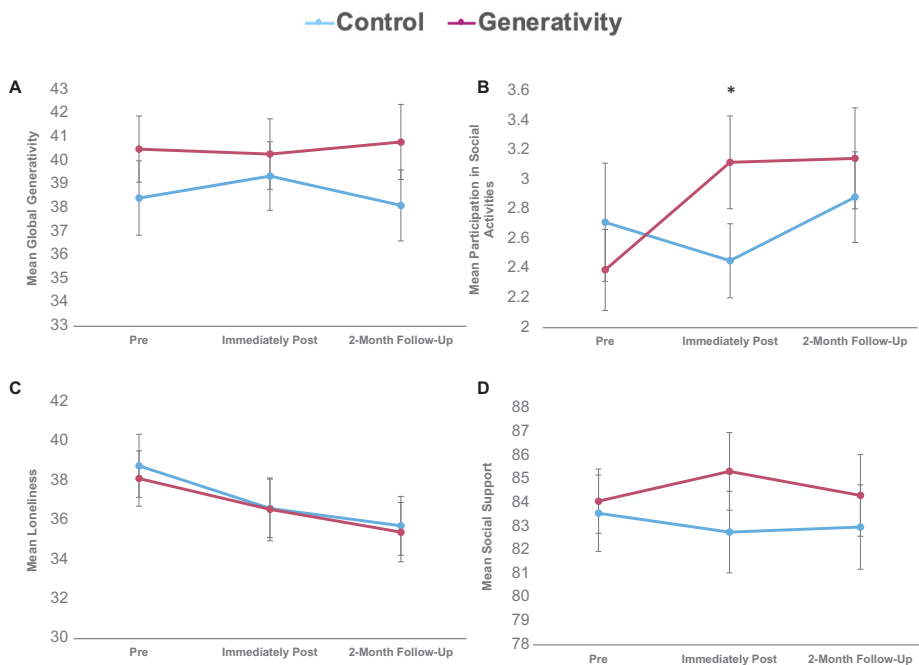 Control Generativity
A
Mean Global Generativity
43
42
41
40
39
38
37
36
35
34
33
Pre Immediately Post 2-Month Follow-Up
B
Mean Participation in Social
Activities
3.6
3.4
3.2
3
2.8
2.6
2.4
2.2
2
*
Pre Immediately Post 2-Month Follow-Up
C
Mean Loneliness
42
40
38
36
34
32
30
Pre Immediately Post 2-Month Follow-Up
D
Mean Social Support
88
87
86
85
84
83
82
81
80
79
78
Pre Immediately Post 2-Month Follow-Up